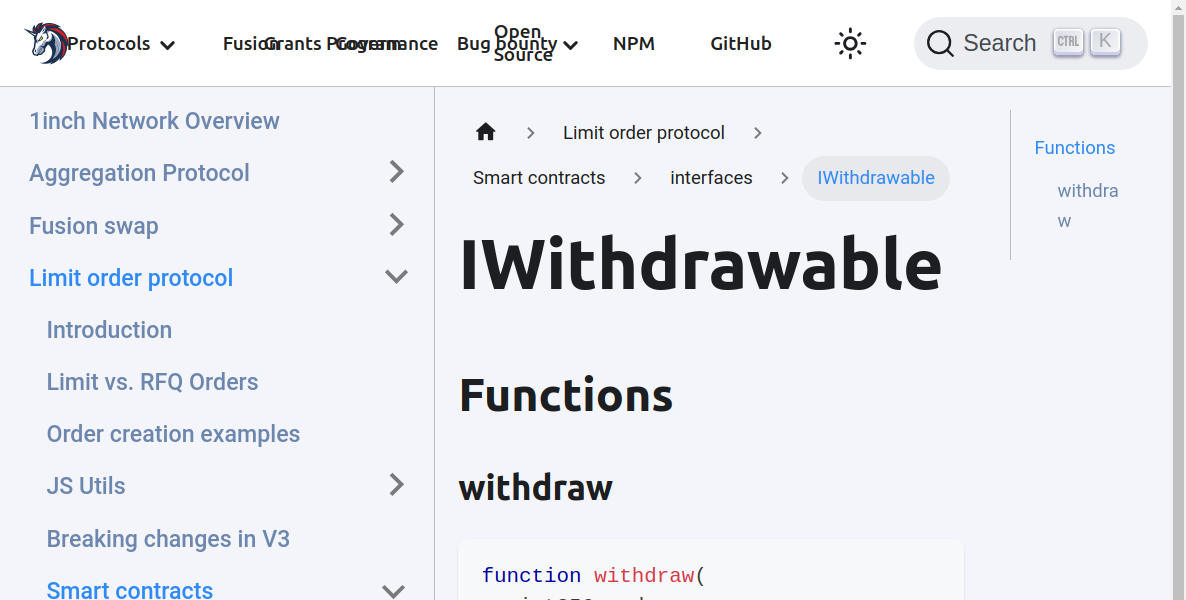 Protocols Fusion Grants Program Governance Bug bounty Open Source NPM GitHub Search CTRL K
1inch Network Overview
Aggregation Protocol
Fusion swap
Limit order protocol
Introduction
Limit vs. RFQ Orders
Order creation examples
JS Utils
Breaking changes in V3
Smart contracts
Limit order protocol
Smart contracts interfaces IWithdrawable
IWithdrawable
Functions
withdraw
function withdraw(
Functions
withdra
w